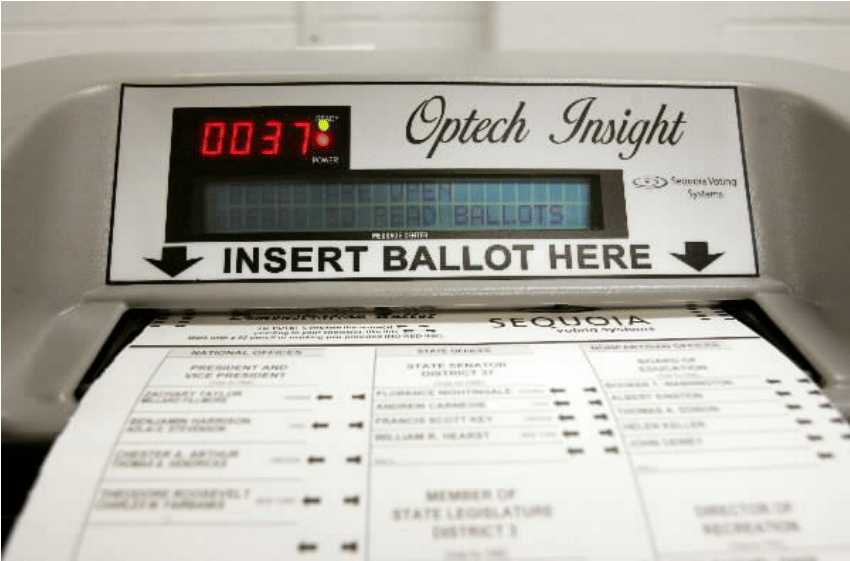 0037
READY
POWER
Optech Insight
Sequoia Voting
Systems
POLLS ARE OPEN
READY TO READ BALLOTS
MESSAGE CENTER
INSERT BALLOT HERE
Demonstration Ballot
SEQUOIA
voting systems
NATIONAL OFFICES
STATE OFFICES
NONPARTISAN OFFICES
PRESIDENT AND
VICE PRESIDENT
STATE SENATOR
DISTRICT 37
BOARD OF
EDUCATION
ZACHARY TAYLOR
MILLARD FILLMORE
BENJAMIN HARRISON
ADLAI E. STEVENSON
CHESTER A. ARTHUR
THOMAS A. HENDRICKS
THEODORE ROOSEVELT
CHARLES W. FAIRBANKS
FLORENCE NIGHTINGALE
ANDREW CARNEGIE
FRANCIS SCOTT KEY
WILLIAM R. HEARST
BOOKER T. WASHINGTON
ALBERT EINSTEIN
THOMAS A. EDISON
HELEN KELLER
JOHN DEWEY
MEMBER OF
STATE LEGISLATURE
DISTRICT 3
DIRECTOR OF
RECREATION